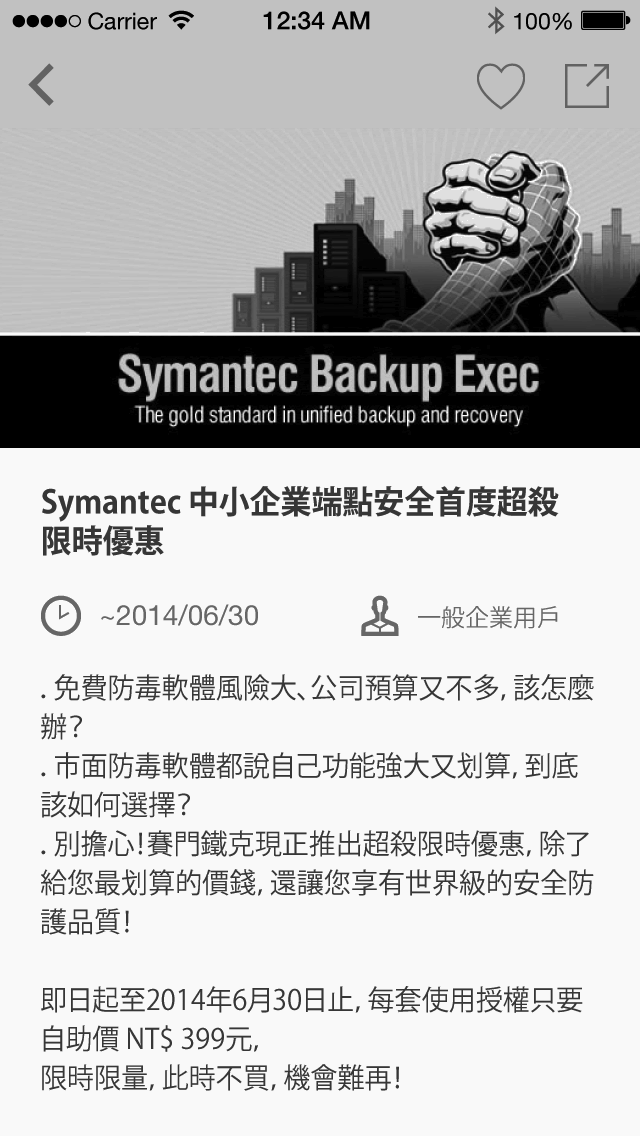 Carrier 12:34 AM 100%
Symantec Backup Exec
The gold standard in unified backup and recovery
Symantec 中小企業端點安全首度超殺
限時優惠
~2014/06/30 一般企業用戶
. 免費防毒軟體風險大、公司預算又不多, 該怎麼
辦?
. 市面防毒軟體都說自己功能強大又划算, 到底
該如何選擇?
. 別擔心!賽門鐵克現正推出超殺限時優惠, 除了
給您最划算的價錢, 還讓您享有世界級的安全防
護品質!
即日起至2014年6月30日止, 每套使用授權只要
自助價 NT$ 399元,
限時限量, 此時不買, 機會難再!